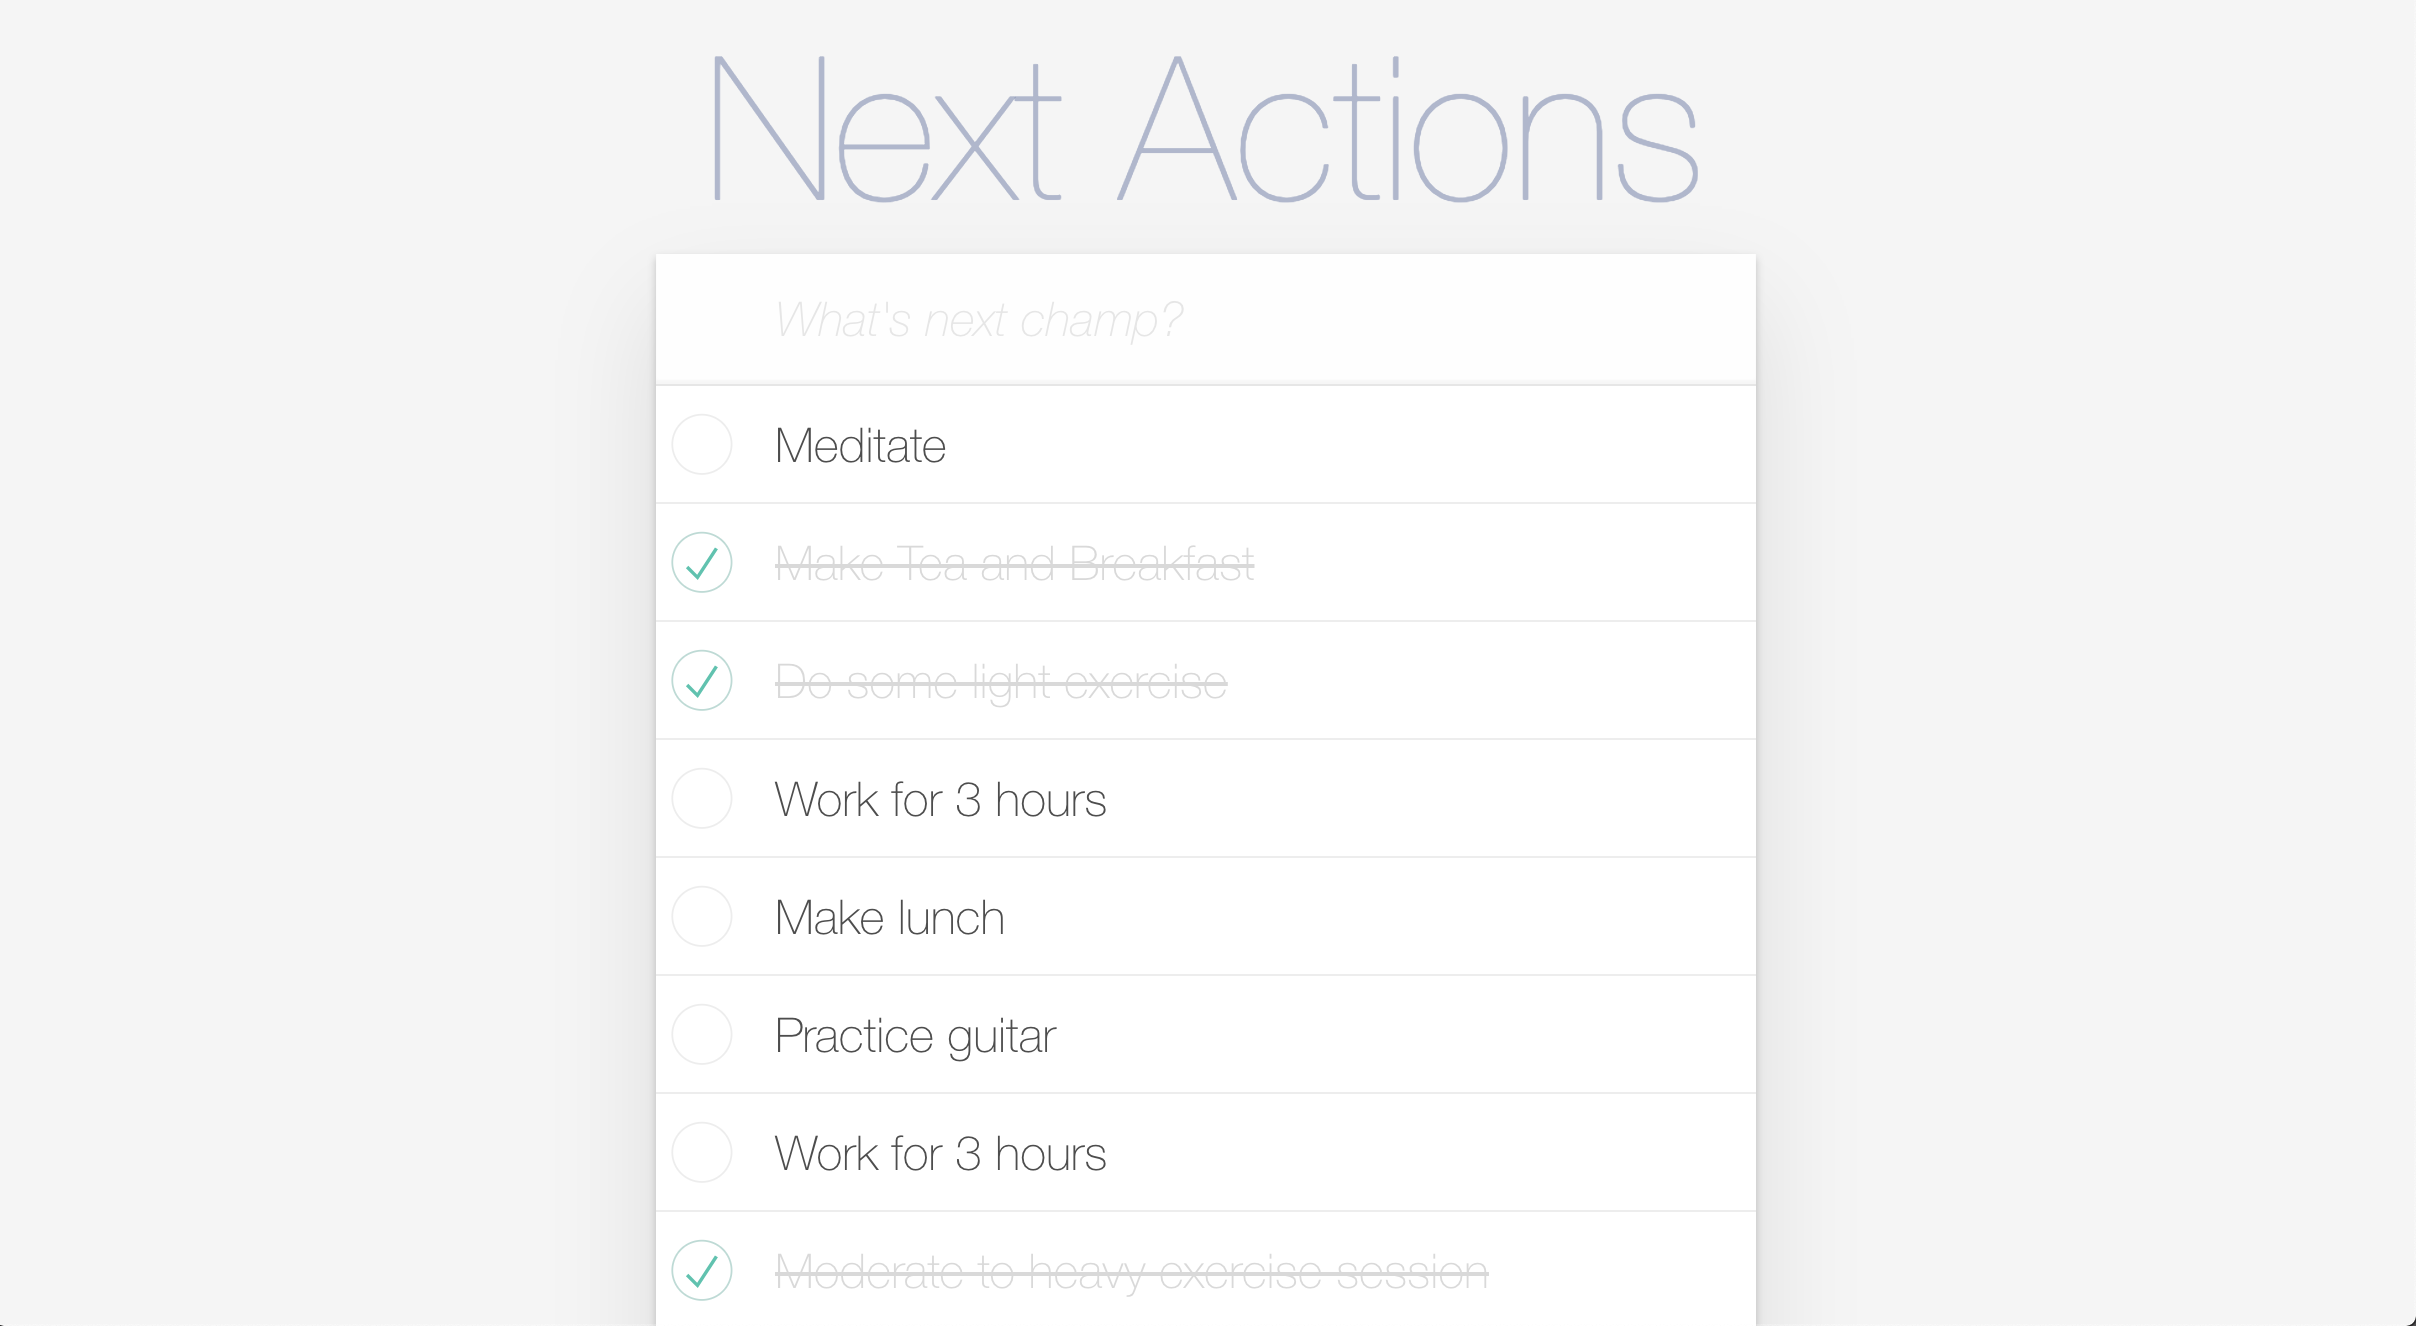 Next Actions
What's next champ?
Meditate
Make Tea and Breakfast
Do some light exercise
Work for 3 hours
Make lunch
Practice guitar
Work for 3 hours
Moderate to heavy exercise session